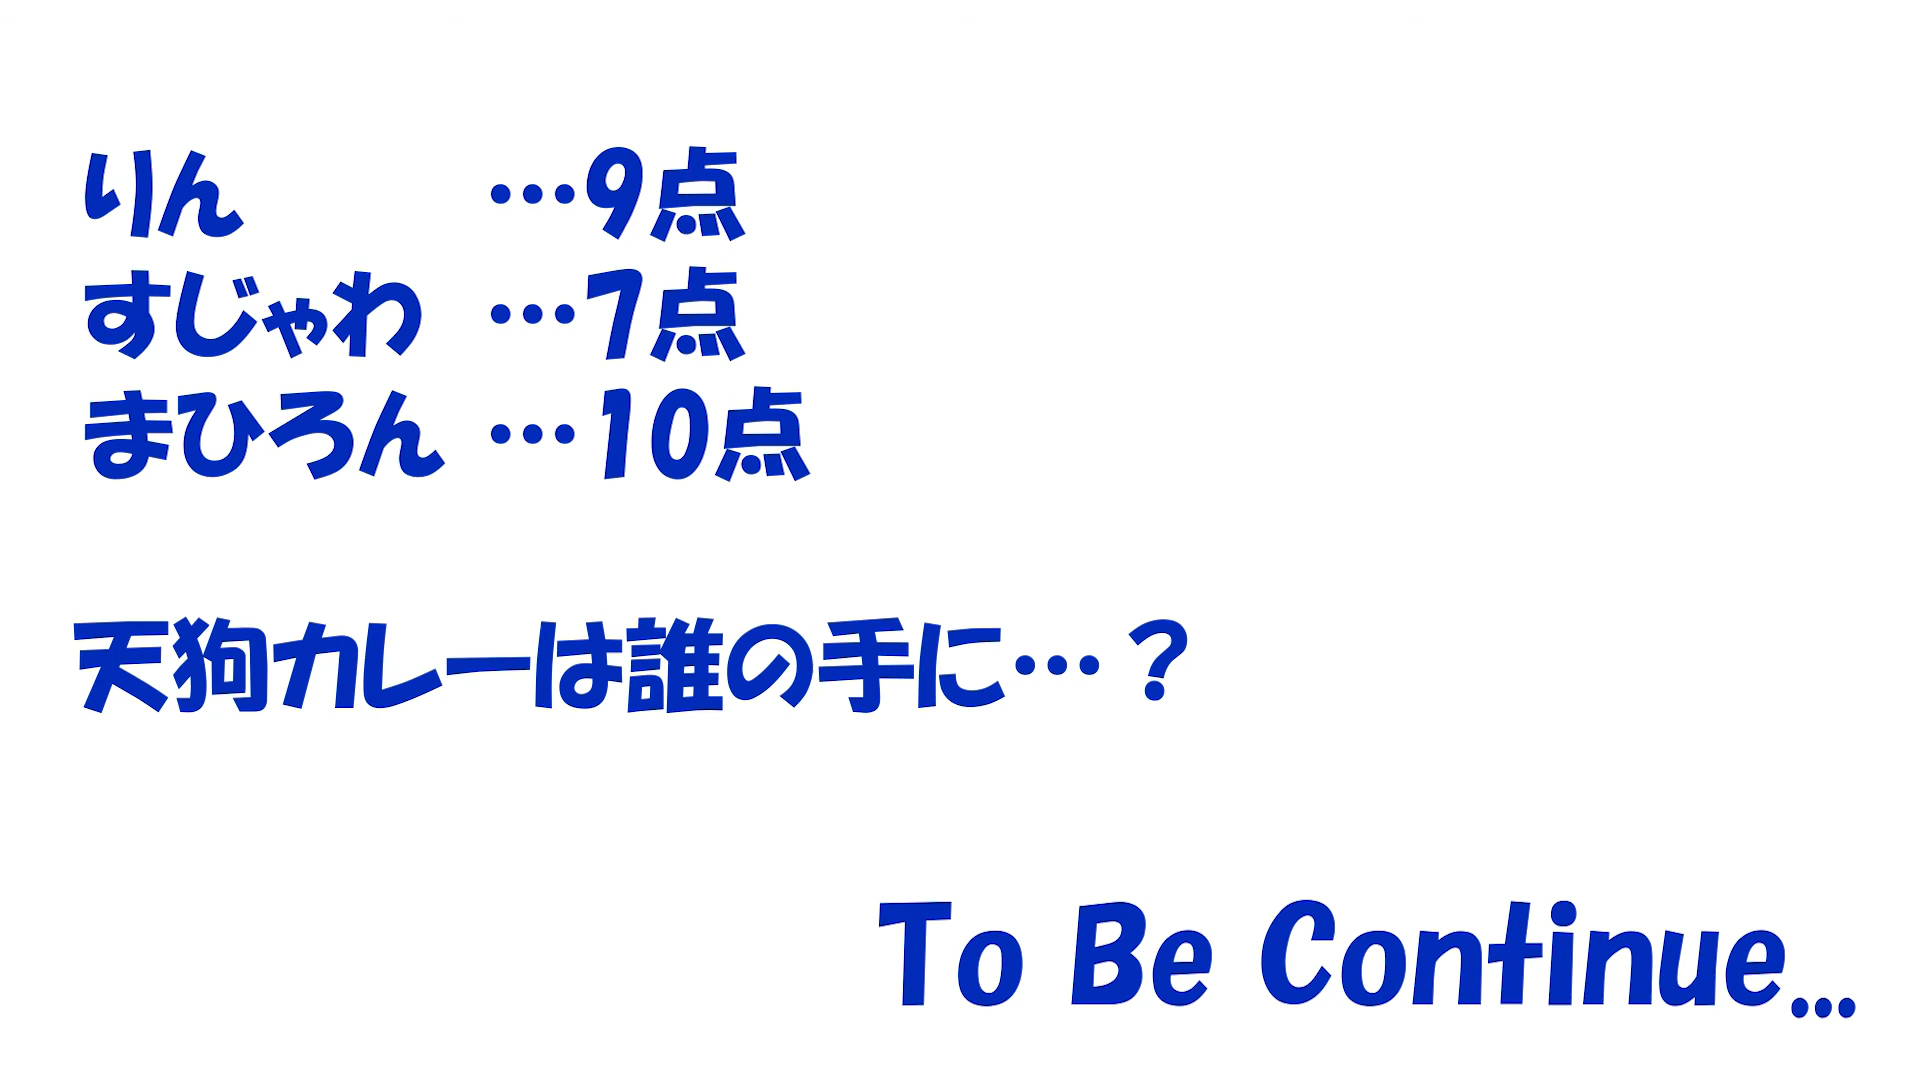 りん …9点
すじゃわ …7点
まひろん …10点
天狗カレーは誰の手に…？
To Be Continue...